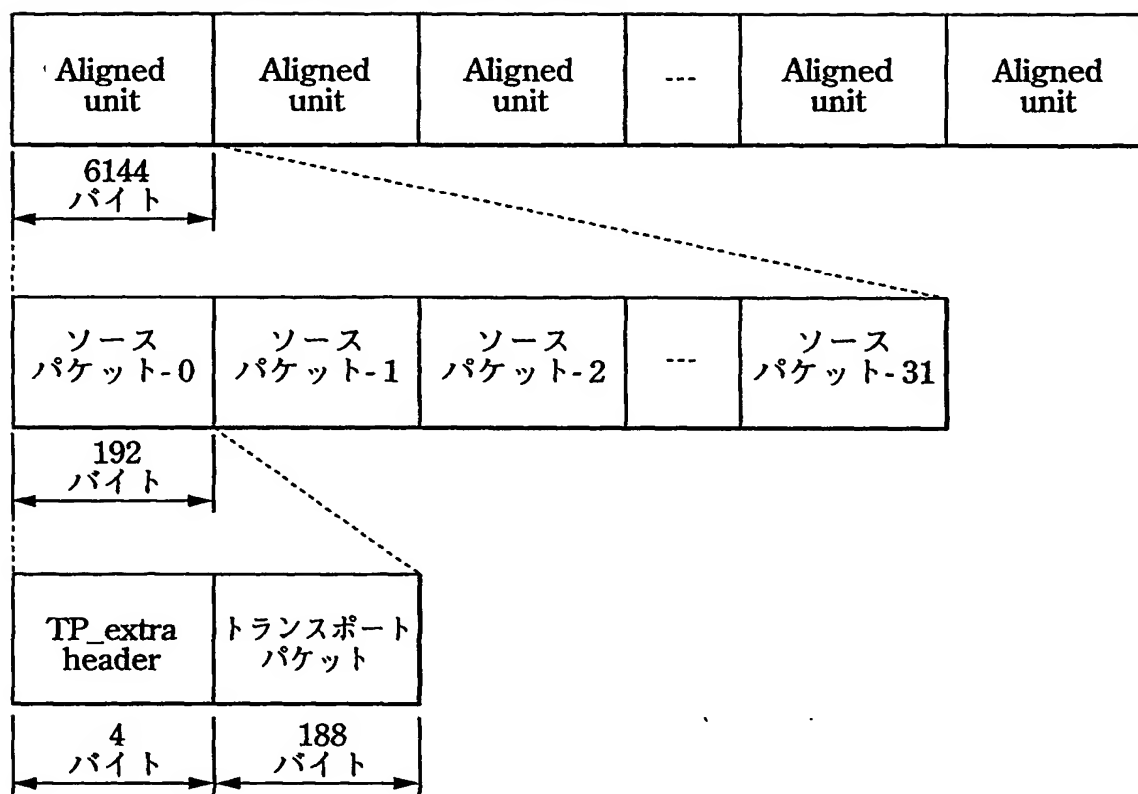 Aligned unit
Aligned unit
Aligned unit
---
Aligned unit
Aligned unit
6144
バイト
ソース
パケット-0
ソース
パケット-1
ソース
パケット-2
---
ソース
パケット-31
192
バイト
TP_extra
header
トランスポート
パケット
4
バイト
188
バイト